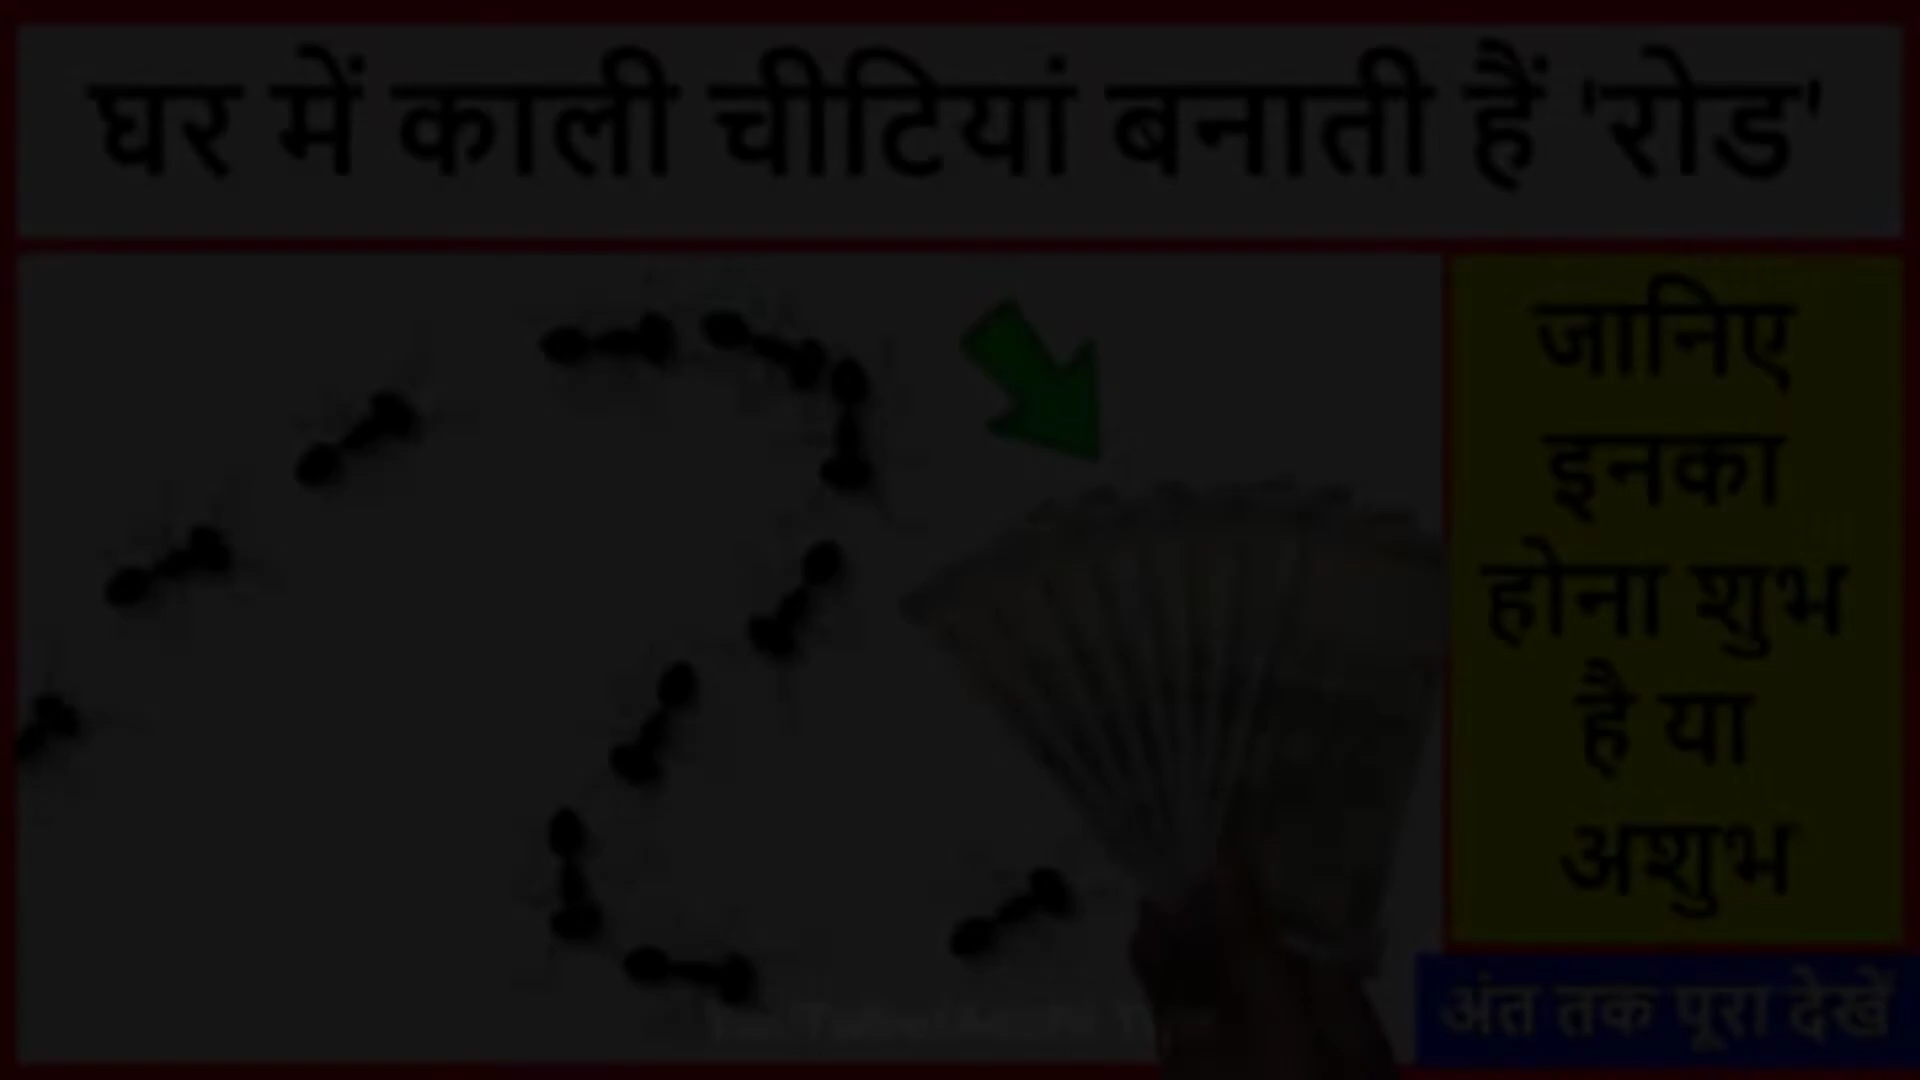 घर में काली चीटियां बनाती हैं 'रोड'
जानिए
इनका
होना शुभ
है या
अशुभ
अंत तक पूरा देखें